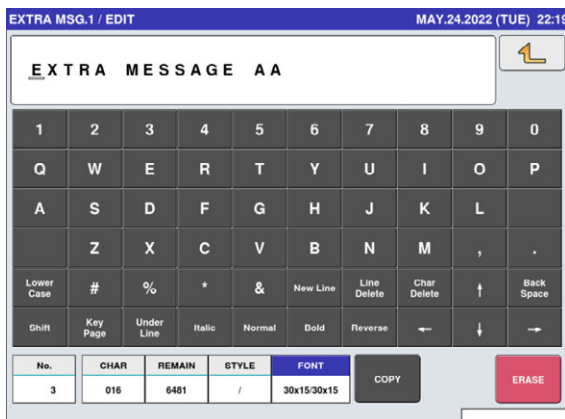 EXTRA MSG.1 / EDIT MAY.24.2022 (TUE) 22:19
EXTRA MESSAGE AA
1 2 3 4 5 6 7 8 9 0
Q W E R T Y U I O P
A S D F G H J K L
Z X C V B N M , .
Lower Case # % * & New Line Line Delete Char Delete ↑ Back Space
Shift Key Page Under Line Italic Normal Bold Reverse ← ↓ →
No. CHAR REMAIN STYLE FONT COPY ERASE
3 016 6481 / 30x15/30x15